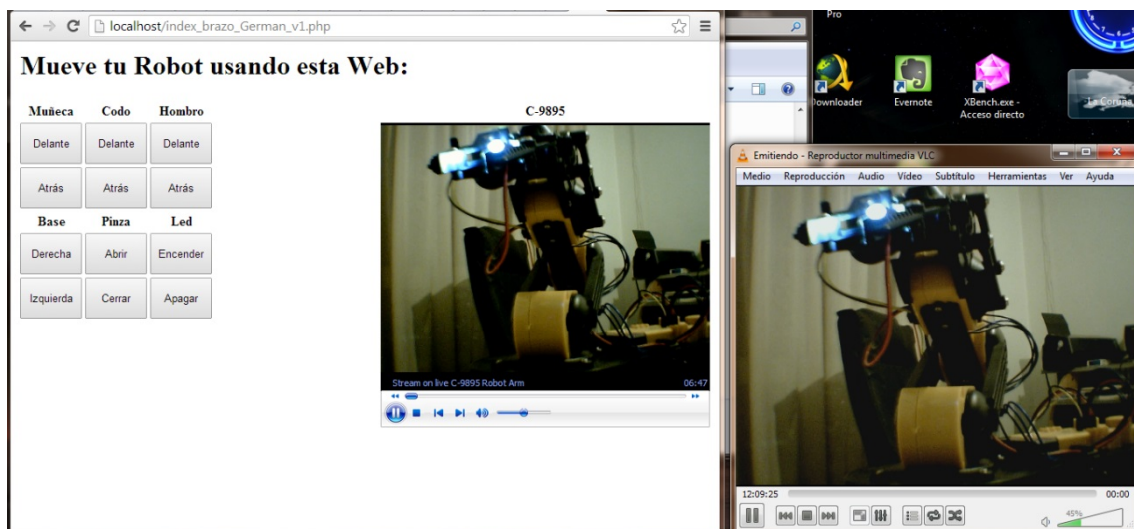 localhost/index_brazo_German_v1.php
Mueve tu Robot usando esta Web:
Muñeca Codo Hombro
Delante Delante Delante
Atrás Atrás Atrás
Base Pinza Led
Derecha Abrir Encender
Izquierda Cerrar Apagar
C-9895
Stream on live C-9895 Robot Arm 06:47
Pro
Downloader Evernote XBench.exe -
Acceso directo
La Coruña
Emitiendo - Reproductor multimedia VLC
Medio Reproducción Audio Vídeo Subtítulo Herramientas Ver Ayuda
12:09:25 00:00
45%